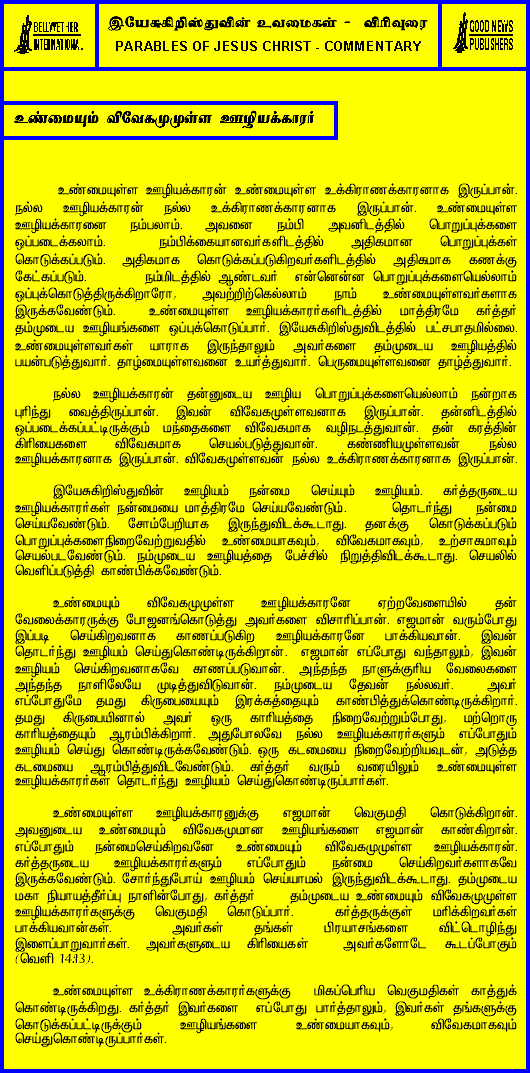 BELLWETHER
INTERNATIONAL
இயேசுகிறிஸ்துவின் உவமைகள் - விரிவுரை
PARABLES OF JESUS CHRIST - COMMENTARY
GOOD NEWS
PUBLISHERS
உண்மையும் விவேகமுமுள்ள ஊழியக்காரர்
உண்மையுள்ள ஊழியக்காரன் உண்மையுள்ள உக்கிராணக்காரனாக இருப்பான்.
நல்ல ஊழியக்காரன் நல்ல உக்கிராணக்காரனாக இருப்பான். உண்மையுள்ள
ஊழியக்காரனை நம்பலாம். அவனை நம்பி அவனிடத்தில் பொறுப்புக்களை
ஒப்படைக்கலாம். நம்பிக்கையானவர்களிடத்தில் அதிகமான பொறுப்புக்கள்
கொடுக்கப்படும். அதிகமாக கொடுக்கப்படுகிறவர்களிடத்தில் அதிகமாக கணக்கு
கேட்கப்படும். நம்மிடத்தில் ஆண்டவர் என்னென்ன பொறுப்புக்களையெல்லாம்
ஒப்புக்கொடுத்திருக்கிறாரோ, அவற்றிற்கெல்லாம் நாம் உண்மையுள்ளவர்களாக
இருக்கவேண்டும். உண்மையுள்ள ஊழியக்காரர்களிடத்தில் மாத்திரமே கர்த்தர்
தம்முடைய ஊழியங்களை ஒப்புக்கொடுப்பார். இயேசுகிறிஸ்துவிடத்தில் பட்சபாதமில்லை.
உண்மையுள்ளவர்கள் யாராக இருந்தாலும் அவர்களை தம்முடைய ஊழியத்தில்
பயன்படுத்துவார். தாழ்மையுள்ளவனை உயர்த்துவார். பெருமையுள்ளவனை தாழ்த்துவார்.
நல்ல ஊழியக்காரன் தன்னுடைய ஊழிய பொறுப்புக்களையெல்லாம் நன்றாக
புரிந்து வைத்திருப்பான். இவன் விவேகமுள்ளவனாக இருப்பான். தன்னிடத்தில்
ஒப்படைக்கப்பட்டிருக்கும் மந்தைகளை விவேகமாக வழிநடத்துவான். தன் கரத்தின்
கிரியைகளை விவேகமாக செயல்படுத்துவான். கண்ணியமுள்ளவன் நல்ல
ஊழியக்காரனாக இருப்பான். விவேகமுள்ளவன் நல்ல உக்கிராணக்காரனாக இருப்பான்.
இயேசுகிறிஸ்துவின் ஊழியம் நன்மை செய்யும் ஊழியம். கர்த்தருடைய
ஊழியக்காரர்கள் நன்மையை மாத்திரமே செய்யவேண்டும். தொடர்ந்து நன்மை
செய்யவேண்டும். சோம்பேறியாக இருந்துவிடக்கூடாது. தனக்கு கொடுக்கப்படும்
பொறுப்புக்களைநிறைவேற்றுவதில் உண்மையாகவும், விவேகமாகவும், உற்சாகமாவும்
செயல்படவேண்டும். நம்முடைய ஊழியத்தை பேச்சில் நிறுத்திவிடக்கூடாது. செயலில்
வெளிப்படுத்தி காண்பிக்கவேண்டும்.
உண்மையும் விவேகமுமுள்ள ஊழியக்காரனே ஏற்றவேளையில் தன்
வேலைக்காரருக்கு போஜனங்கொடுத்து அவர்களை விசாரிப்பான். எஜமான் வரும்போது
இப்படி செய்கிறவனாக காணப்படுகிற ஊழியக்காரனே பாக்கியவான். இவன்
தொடர்ந்து ஊழியம் செய்துகொண்டிருக்கிறான். எஜமான் எப்போது வந்தாலும், இவன்
ஊழியம் செய்கிறவனாகவே காணப்படுவான். அந்தந்த நாளுக்குரிய வேலைகளை
அந்தந்த நாளிலேயே முடித்துவிடுவான். நம்முடைய தேவன் நல்லவர். அவர்
எப்போதுமே தமது கிருபையையும் இரக்கத்தையும் காண்பித்துக்கொண்டிருக்கிறார்.
தமது கிருபையினால் அவர் ஒரு காரியத்தை நிறைவேற்றும்போது, மற்றொரு
காரியத்தையும் ஆரம்பிக்கிறார். அதுபோலவே நல்ல ஊழியக்காரர்களும் எப்போதும்
ஊழியம் செய்து கொண்டிருக்கவேண்டும். ஒரு கடமையை நிறைவேற்றியவுடன், அடுத்த
கடமையை ஆரம்பித்துவிடவேண்டும். கர்த்தர் வரும் வரையிலும் உண்மையுள்ள
ஊழியக்காரர்கள் தொடர்ந்து ஊழியம் செய்துகொண்டிருப்பார்கள்.
உண்மையுள்ள ஊழியக்காரனுக்கு எஜமான் வெகுமதி கொடுக்கிறான்.
அவனுடைய உண்மையும் விவேகமுமான ஊழியங்களை எஜமான் காண்கிறான்.
எப்போதும் நன்மைசெய்கிறவனே உண்மையும் விவேகமுமுள்ள ஊழியக்காரன்.
கர்த்தருடைய ஊழியக்காரர்களும் எப்போதும் நன்மை செய்கிறவர்களாகவே
இருக்கவேண்டும். சோர்ந்துபோய் ஊழியம் செய்யாமல் இருந்துவிடக்கூடாது. தம்முடைய
மகா நியாயத்தீர்ப்பு நாளின்போது, கர்த்தர் தம்முடைய உண்மையும் விவேகமுமுள்ள
ஊழியக்காரர்களுக்கு வெகுமதி கொடுப்பார். கர்த்தருக்குள் மரிக்கிறவர்கள்
பாக்கியவான்கள். அவர்கள் தங்கள் பிரயாசங்களை விட்டொழிந்து
இளைப்பாறுவார்கள். அவர்களுடைய கிரியைகள் அவர்களோடே கூடப்போகும்
(வெளி 14:13).
உண்மையுள்ள உக்கிராணக்காரர்களுக்கு மிகப்பெரிய வெகுமதிகள் காத்துக்
கொண்டிருக்கிறது. கர்த்தர் இவர்களை எப்போது பார்த்தாலும், இவர்கள் தங்களுக்கு
கொடுக்கப்பட்டிருக்கும் ஊழியங்களை உண்மையாகவும், விவேகமாகவும்
செய்துகொண்டிருப்பார்கள்.